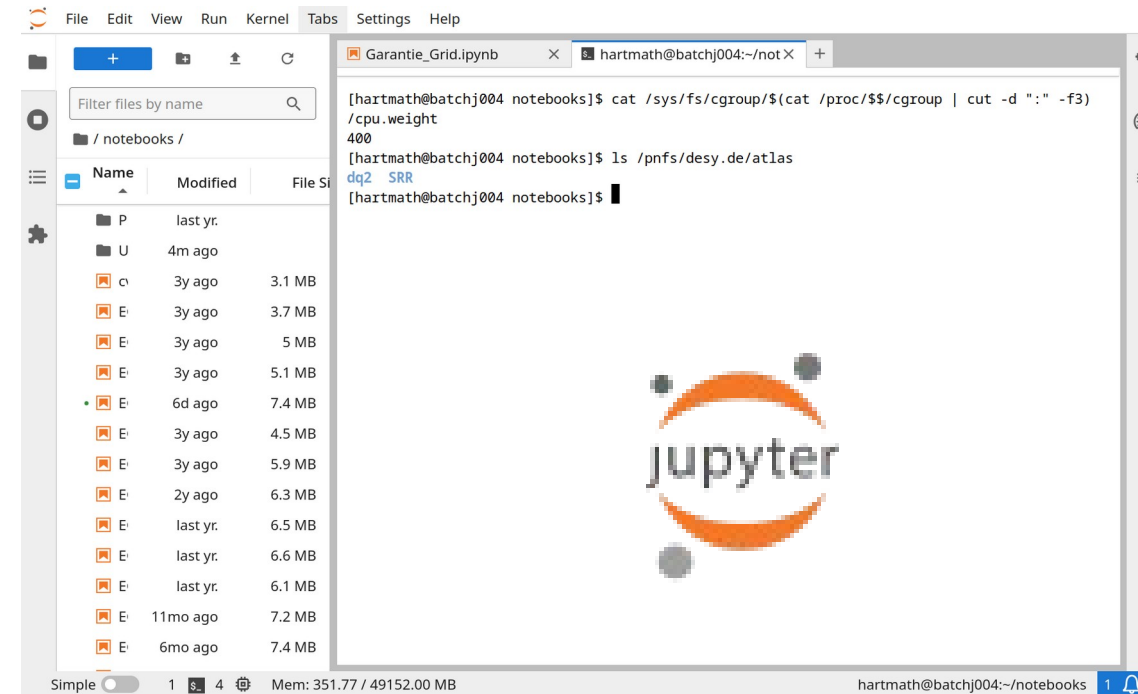 File Edit View Run Kernel Tabs Settings Help
+
Filter files by name
/ notebooks /
Name Modified File Si
P last yr.
U 4m ago
3y ago 3.1 MB
E 3y ago 3.7 MB
E 3y ago 5 MB
E 3y ago 5.1 MB
E 6d ago 7.4 MB
E 3y ago 4.5 MB
E 3y ago 5.9 MB
E 2y ago 6.3 MB
E last yr. 6.5 MB
E last yr. 6.6 MB
E last yr. 6.1 MB
E 11mo ago 7.2 MB
E 6mo ago 7.4 MB
Garantie_Grid.ipynb
$_ hartmath@batchj004:~/not
+
[hartmath@batchj004 notebooks]$ cat /sys/fs/cgroup/$(cat /proc/$$/cgroup | cut -d ":" -f3)
/cpu.weight
400
[hartmath@batchj004 notebooks]$ ls /pnfs/desy.de/atlas
dq2 SRR
[hartmath@batchj004 notebooks]$
jupyter
Simple 1 $_ 4 Mem: 351.77 / 49152.00 MB hartmath@batchj004:~/notebooks 1